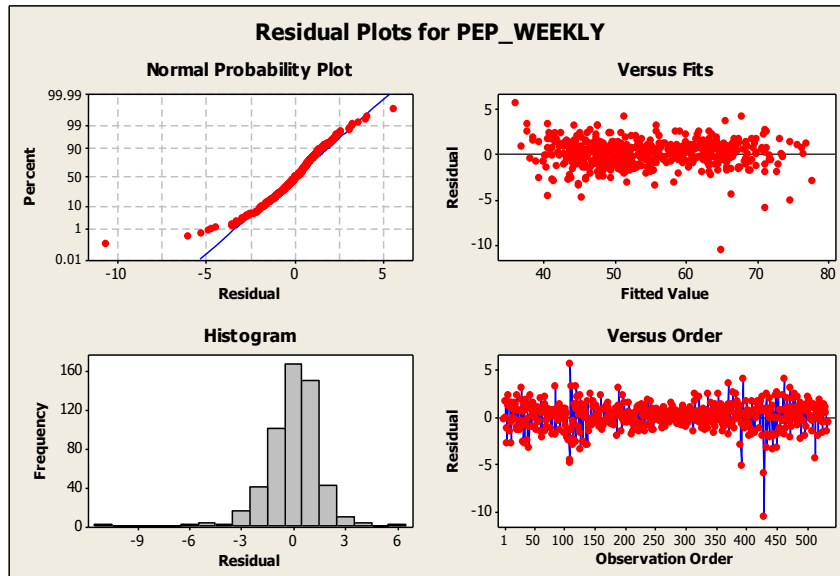 Residual Plots for PEP_WEEKLY
Normal Probability Plot
99.99
99
90
50
10
1
0.01
Percent
-10 -5 0 5
Residual
Versus Fits
5
0
-5
-10
Residual
40 50 60 70 80
Fitted Value
Histogram
160
120
80
40
0
Frequency
-9 -6 -3 0 3 6
Residual
Versus Order
5
0
-5
-10
Residual
1 50 100 150 200 250 300 350 400 450 500
Observation Order